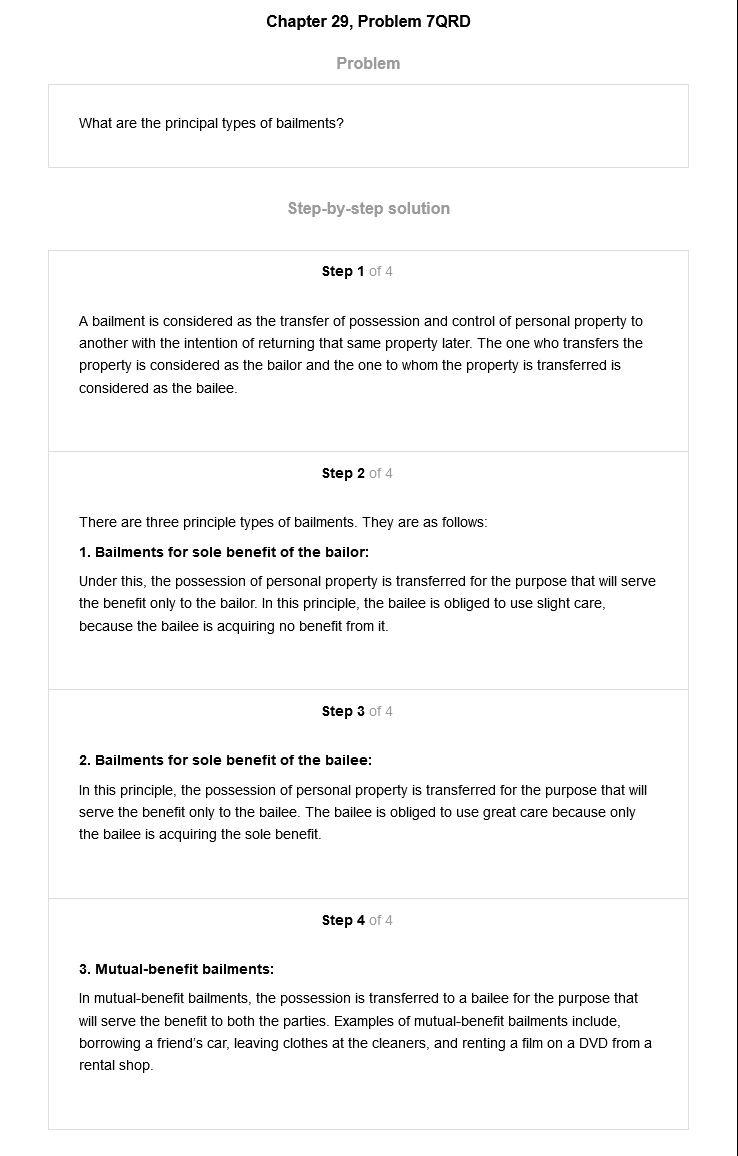 Chapter 29, Problem 7QRD
Problem
What are the principal types of bailments?
Step-by-step solution
Step 1 of 4
A bailment is considered as the transfer of possession and control of personal property to
another with the intention of returning that same property later. The one who transfers the
property is considered as the bailor and the one to whom the property is transferred is
considered as the bailee.
Step 2 of 4
There are three principle types of bailments. They are as follows:
1. Bailments for sole benefit of the bailor:
Under this, the possession of personal property is transferred for the purpose that will serve
the benefit only to the bailor. In this principle, the bailee is obliged to use slight care,
because the bailee is acquiring no benefit from it.
Step 3 of 4
2. Bailments for sole benefit of the bailee:
In this principle, the possession of personal property is transferred for the purpose that will
serve the benefit only to the bailee. The bailee is obliged to use great care because only
the bailee is acquiring the sole benefit.
Step 4 of 4
3. Mutual-benefit bailments:
In mutual-benefit bailments, the possession is transferred to a bailee for the purpose that
will serve the benefit to both the parties. Examples of mutual-benefit bailments include,
borrowing a friend's car, leaving clothes at the cleaners, and renting a film on a DVD from a
rental shop.